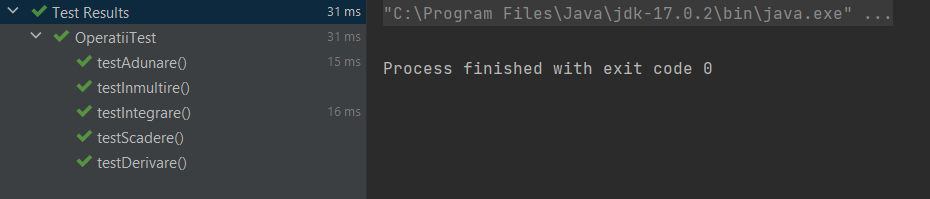 Test Results 31 ms
OperatiiTest 31 ms
testAdunare() 15 ms
testInmultire()
testIntegrare() 16 ms
testScadere()
testDerivare()
"C:\Program Files\Java\jdk-17.0.2\bin\java.exe" ...
Process finished with exit code 0